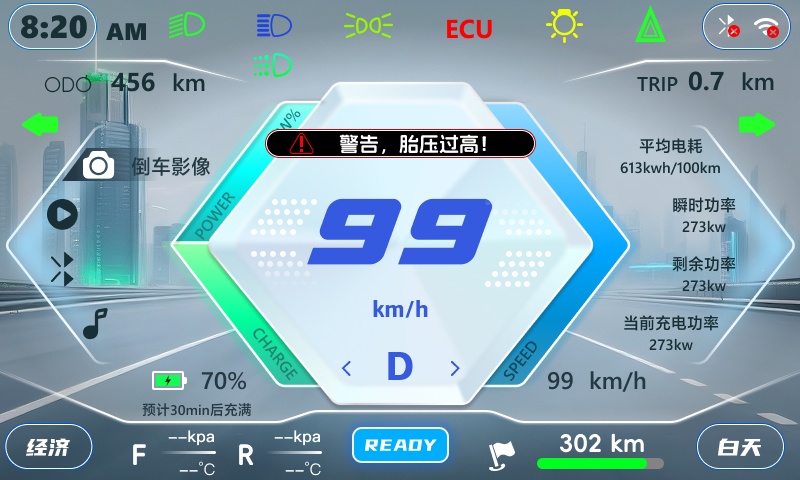 8:20 AM
ECU
ODO 456 km
TRIP 0.7 km
W%
警告，胎压过高！
倒车影像
平均电耗
613kwh/100km
POWER
瞬时功率
273kw
99
剩余功率
273kw
km/h
当前充电功率
273kw
CHARGE
D
SPEED
70%
99 km/h
预计30min后充满
经济
F --kpa
--°C
R --kpa
--°C
READY
302 km
白天